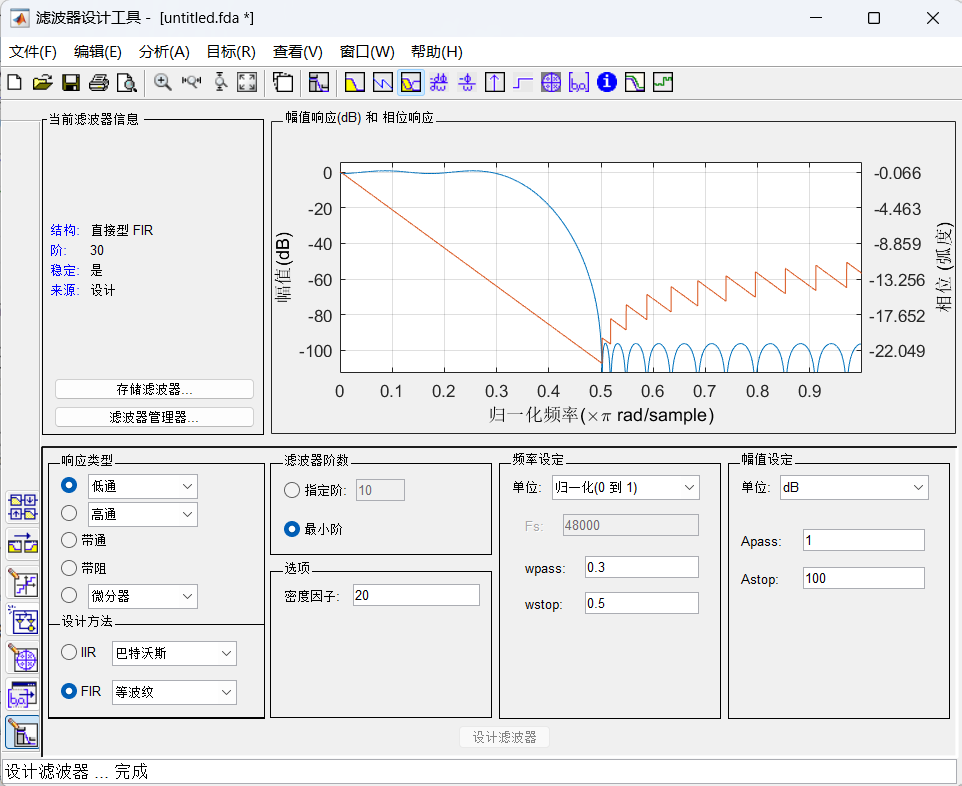 滤波器设计工具 - [untitled.fda *]
文件(F) 编辑(E) 分析(A) 目标(R) 查看(V) 窗口(W) 帮助(H)
当前滤波器信息
结构: 直接型 FIR
阶: 30
稳定: 是
来源: 设计
存储滤波器...
滤波器管理器...
幅值响应(dB) 和 相位响应
0
-20
-40
-60
-80
-100
幅值(dB)
-0.066
-4.463
-8.859
-13.256
-17.652
-22.049
相位 (弧度)
0 0.1 0.2 0.3 0.4 0.5 0.6 0.7 0.8 0.9
归一化频率(×π rad/sample)
响应类型
低通
高通
带通
带阻
微分器
设计方法
IIR 巴特沃斯
FIR 等波纹
滤波器阶数
指定阶: 10
最小阶
选项
密度因子: 20
频率设定
单位: 归一化(0 到 1)
Fs: 48000
wpass: 0.3
wstop: 0.5
幅值设定
单位: dB
Apass: 1
Astop: 100
设计滤波器
设计滤波器 ... 完成